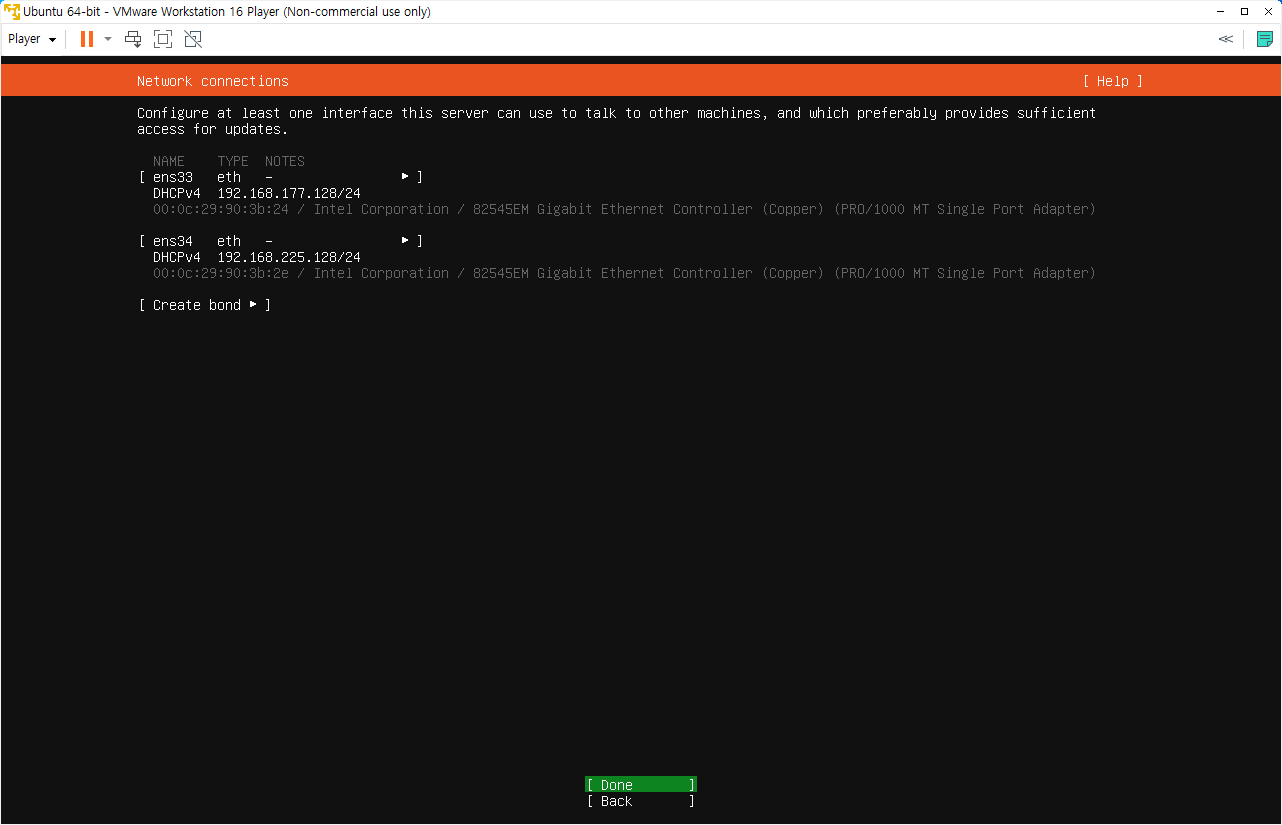 Ubuntu 64-bit - VMware Workstation 16 Player (Non-commercial use only)
Player
Network connections [ Help ]
Configure at least one interface this server can use to talk to other machines, and which preferably provides sufficient
access for updates.
NAME TYPE NOTES
[ ens33 eth - ▸ ]
DHCPv4 192.168.177.128/24
00:0c:29:90:3b:24 / Intel Corporation / 82545EM Gigabit Ethernet Controller (Copper) (PRO/1000 MT Single Port Adapter)
[ ens34 eth - ▸ ]
DHCPv4 192.168.225.128/24
00:0c:29:90:3b:2e / Intel Corporation / 82545EM Gigabit Ethernet Controller (Copper) (PRO/1000 MT Single Port Adapter)
[ Create bond ▸ ]
[ Done ]
[ Back ]